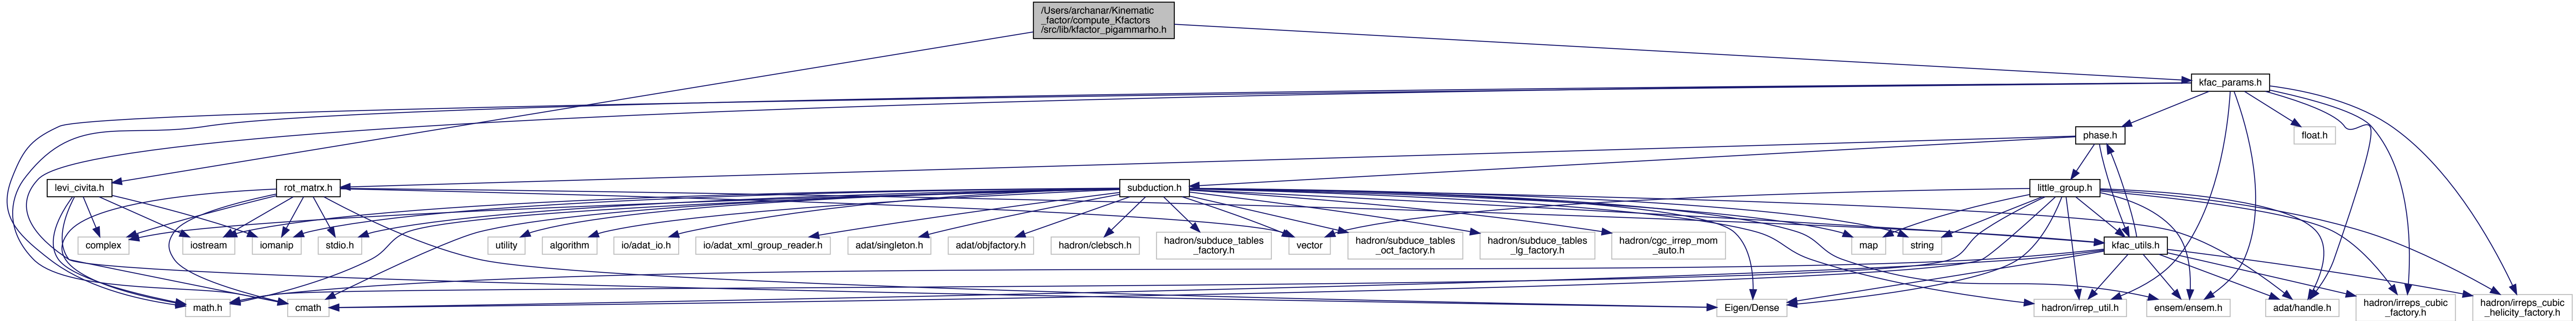 /Users/archanar/Kinematic
_factor/compute_Kfactors
/src/lib/kfactor_pigammarho.h
kfac_params.h
phase.h
float.h
levi_civita.h
rot_matrx.h
subduction.h
little_group.h
complex
iostream
iomanip
stdio.h
utility
algorithm
io/adat_io.h
io/adat_xml_group_reader.h
adat/singleton.h
adat/objfactory.h
hadron/clebsch.h
hadron/subduce_tables
_factory.h
vector
hadron/subduce_tables
_oct_factory.h
hadron/subduce_tables
_lg_factory.h
hadron/cgc_irrep_mom
_auto.h
map
string
kfac_utils.h
math.h
cmath
Eigen/Dense
hadron/irrep_util.h
ensem/ensem.h
adat/handle.h
hadron/irreps_cubic
_factory.h
hadron/irreps_cubic
_helicity_factory.h